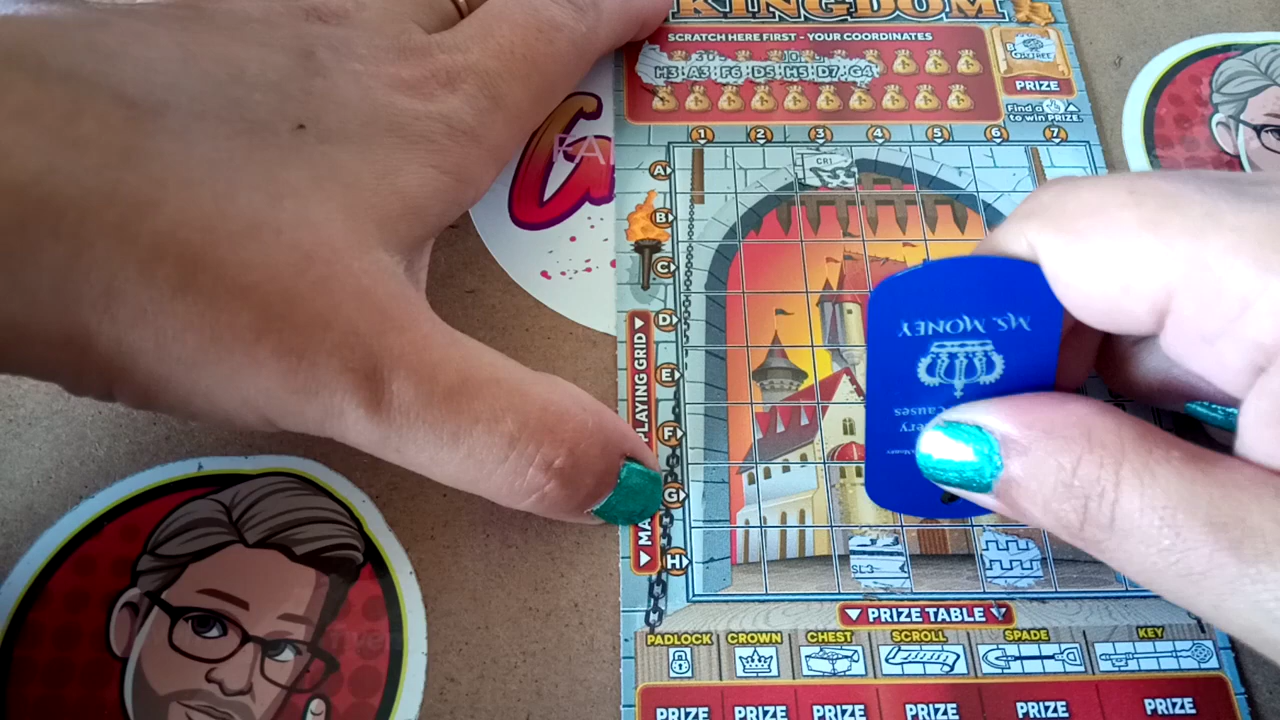 KINGDOM
SCRATCH HERE FIRST - YOUR COORDINATES
H3 A3 F6 D5 H5 D7 G4
PRIZE
Find a
to win PRIZE.
1 2 3 4 5 6 7
A
CR1
B
C
D
E
F
G
H
SL3
PLAYING GRID
FA
G
MS. MONEY
Causes
PRIZE TABLE
PADLOCK CROWN CHEST SCROLL SPADE KEY
PRIZE PRIZE PRIZE PRIZE PRIZE PRIZE